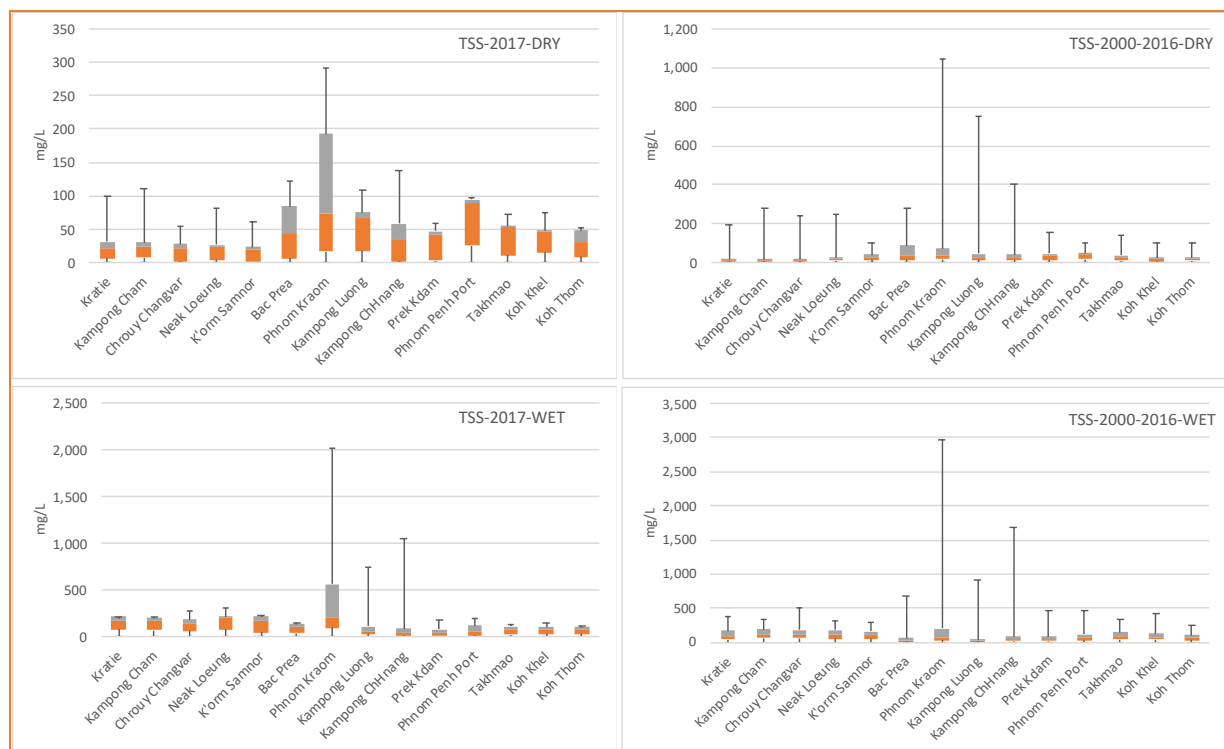 TSS-2017-DRY
350
300
250
200
150
100
50
0
mg/L
Kratie
Kampong Cham
Chrouy Changvar
Neak Loeung
K'orm Samnor
Bac Prea
Phnom Kraom
Kampong Luong
Kampong ChHnang
Prek Kdam
Phnom Penh Port
Takhmao
Koh Khel
Koh Thom
TSS-2000-2016-DRY
1,200
1,000
800
600
400
200
0
mg/L
Kratie
Kampong Cham
Chrouy Changvar
Neak Loeung
K'orm Samnor
Bac Prea
Phnom Kraom
Kampong Luong
Kampong ChHnang
Prek Kdam
Phnom Penh Port
Takhmao
Koh Khel
Koh Thom
TSS-2017-WET
2,500
2,000
1,500
1,000
500
0
mg/L
Kratie
Kampong Cham
Chrouy Changvar
Neak Loeung
K'orm Samnor
Bac Prea
Phnom Kraom
Kampong Luong
Kampong ChHnang
Prek Kdam
Phnom Penh Port
Takhmao
Koh Khel
Koh Thom
TSS-2000-2016-WET
3,500
3,000
2,500
2,000
1,500
1,000
500
0
mg/L
Kratie
Kampong Cham
Chrouy Changvar
Neak Loeung
K'orm Samnor
Bac Prea
Phnom Kraom
Kampong Luong
Kampong ChHnang
Prek Kdam
Phnom Penh Port
Takhmao
Koh Khel
Koh Thom